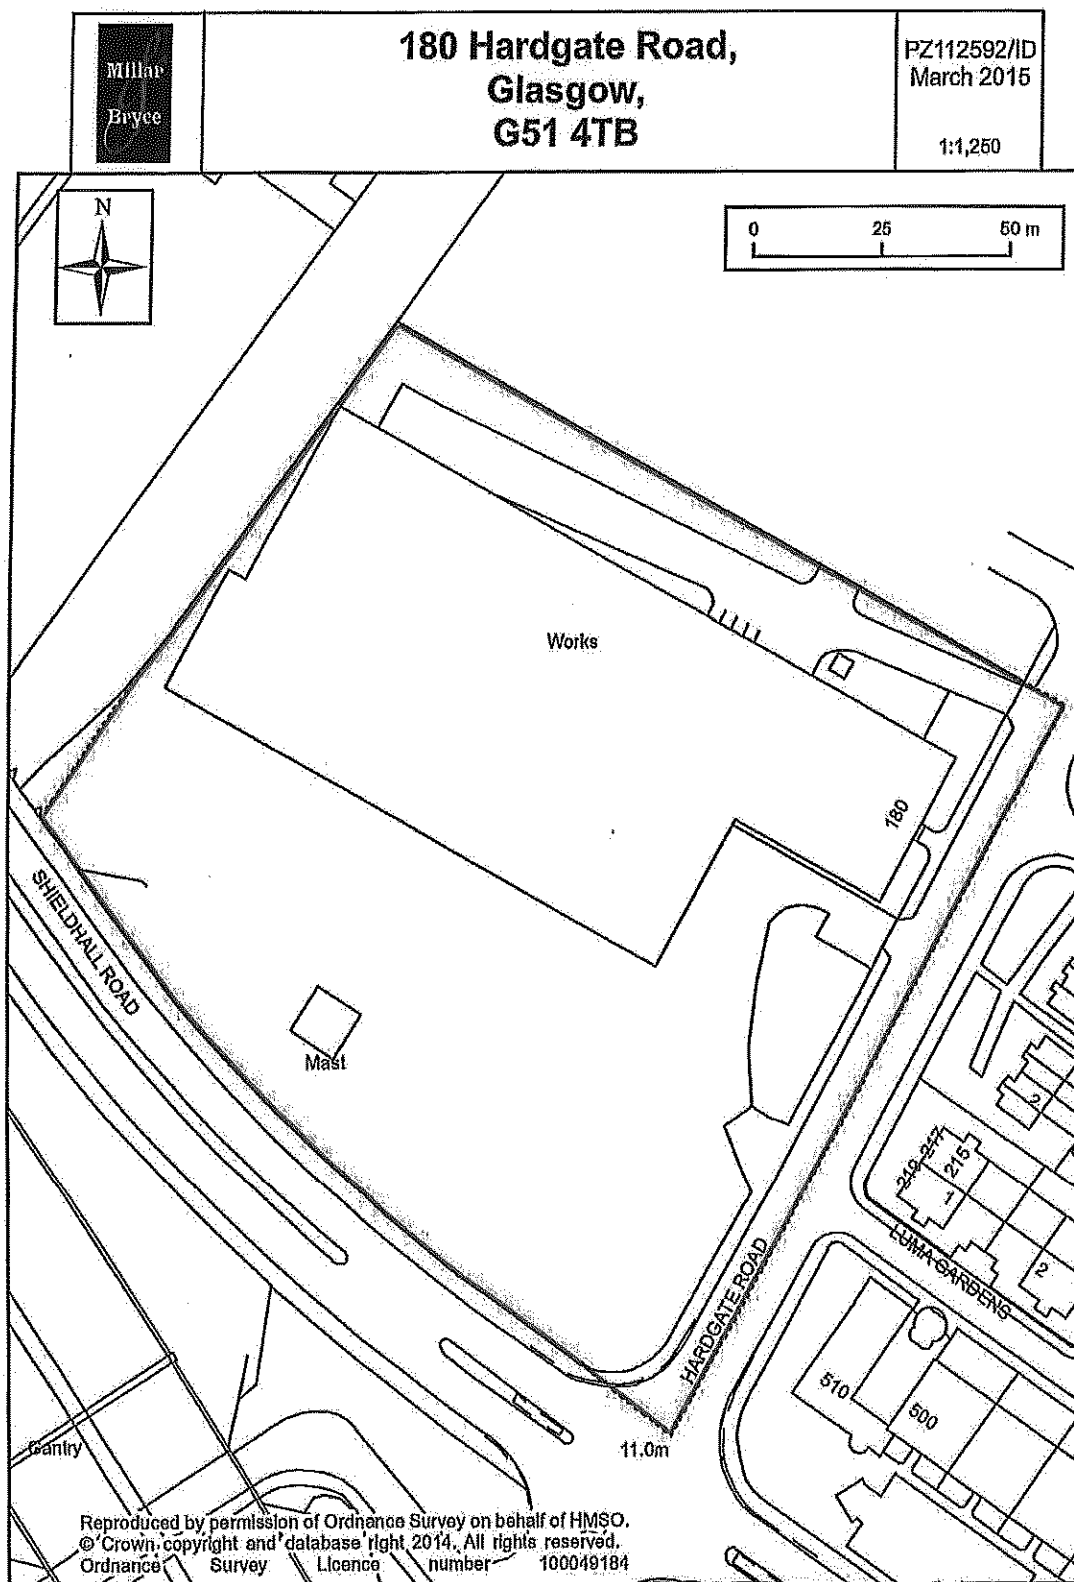 Millar
Bryce
180 Hardgate Road,
Glasgow,
G51 4TB
PZ112592/ID
March 2015
1:1,250
N
0 25 50 m
Works
180
SHIELDHALL ROAD
Mast
2
213-217
215
1
LUMA GARDENS
2
HARDGATE ROAD
510
500
11.0m
Gantry
Reproduced by permission of Ordnance Survey on behalf of HMSO.
© Crown copyright and database right 2014. All rights reserved.
Ordnance Survey Licence number 100049184